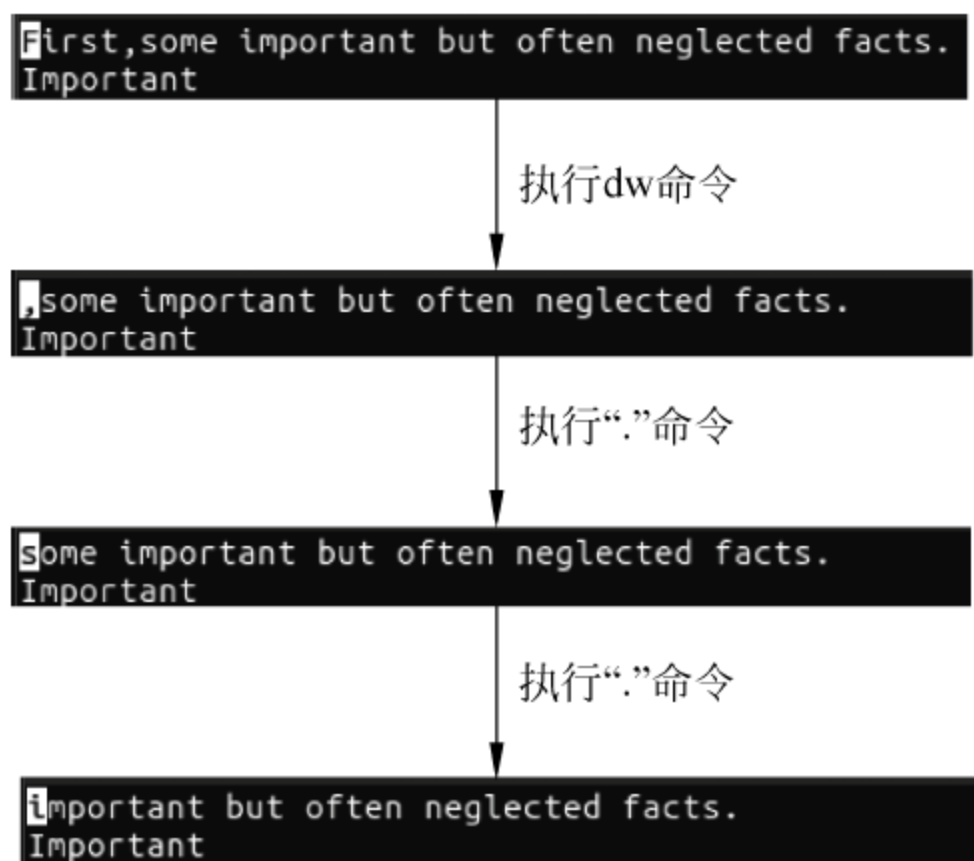 First,some important but often neglected facts.
Important
执行dw命令
,some important but often neglected facts.
Important
执行“.”命令
some important but often neglected facts.
Important
执行“.”命令
important but often neglected facts.
Important